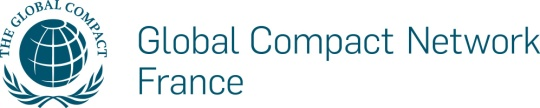 THE GLOBAL COMPACT
Global Compact Network
France